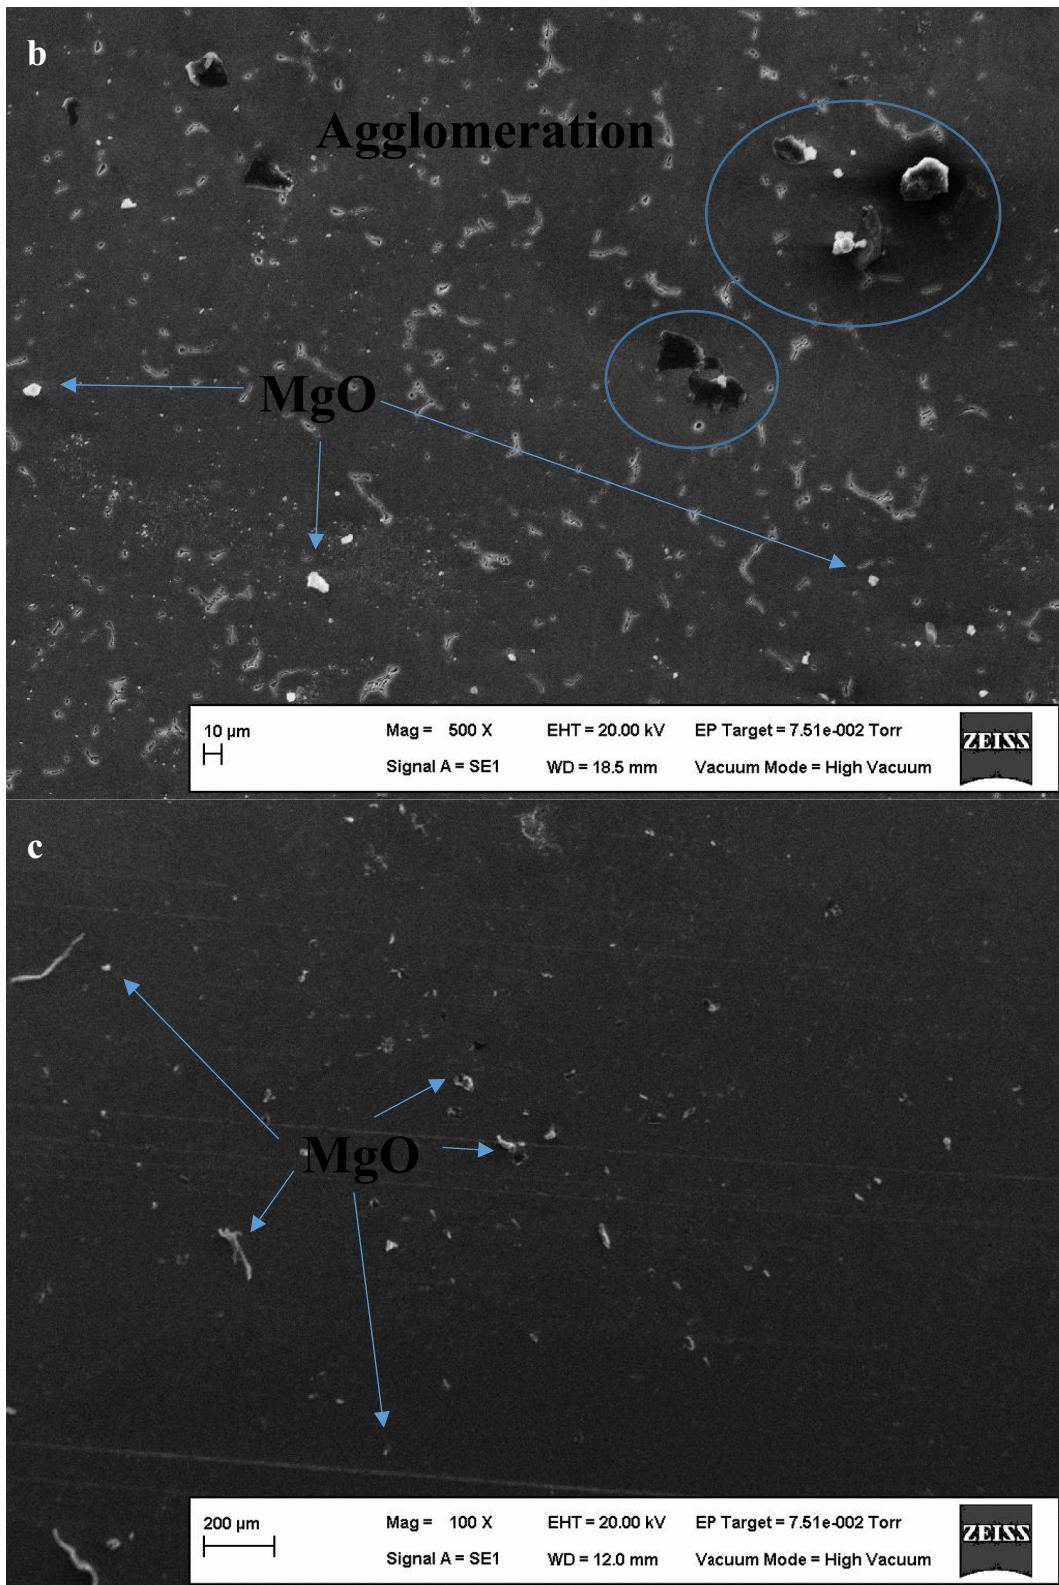 b
Agglomeration
MgO
10 µm
Mag = 500 X
EHT = 20.00 kV
EP Target = 7.51e-002 Torr
Signal A = SE1
WD = 18.5 mm
Vacuum Mode = High Vacuum
ZEISS
c
MgO
200 µm
Mag = 100 X
EHT = 20.00 kV
EP Target = 7.51e-002 Torr
Signal A = SE1
WD = 12.0 mm
Vacuum Mode = High Vacuum
ZEISS